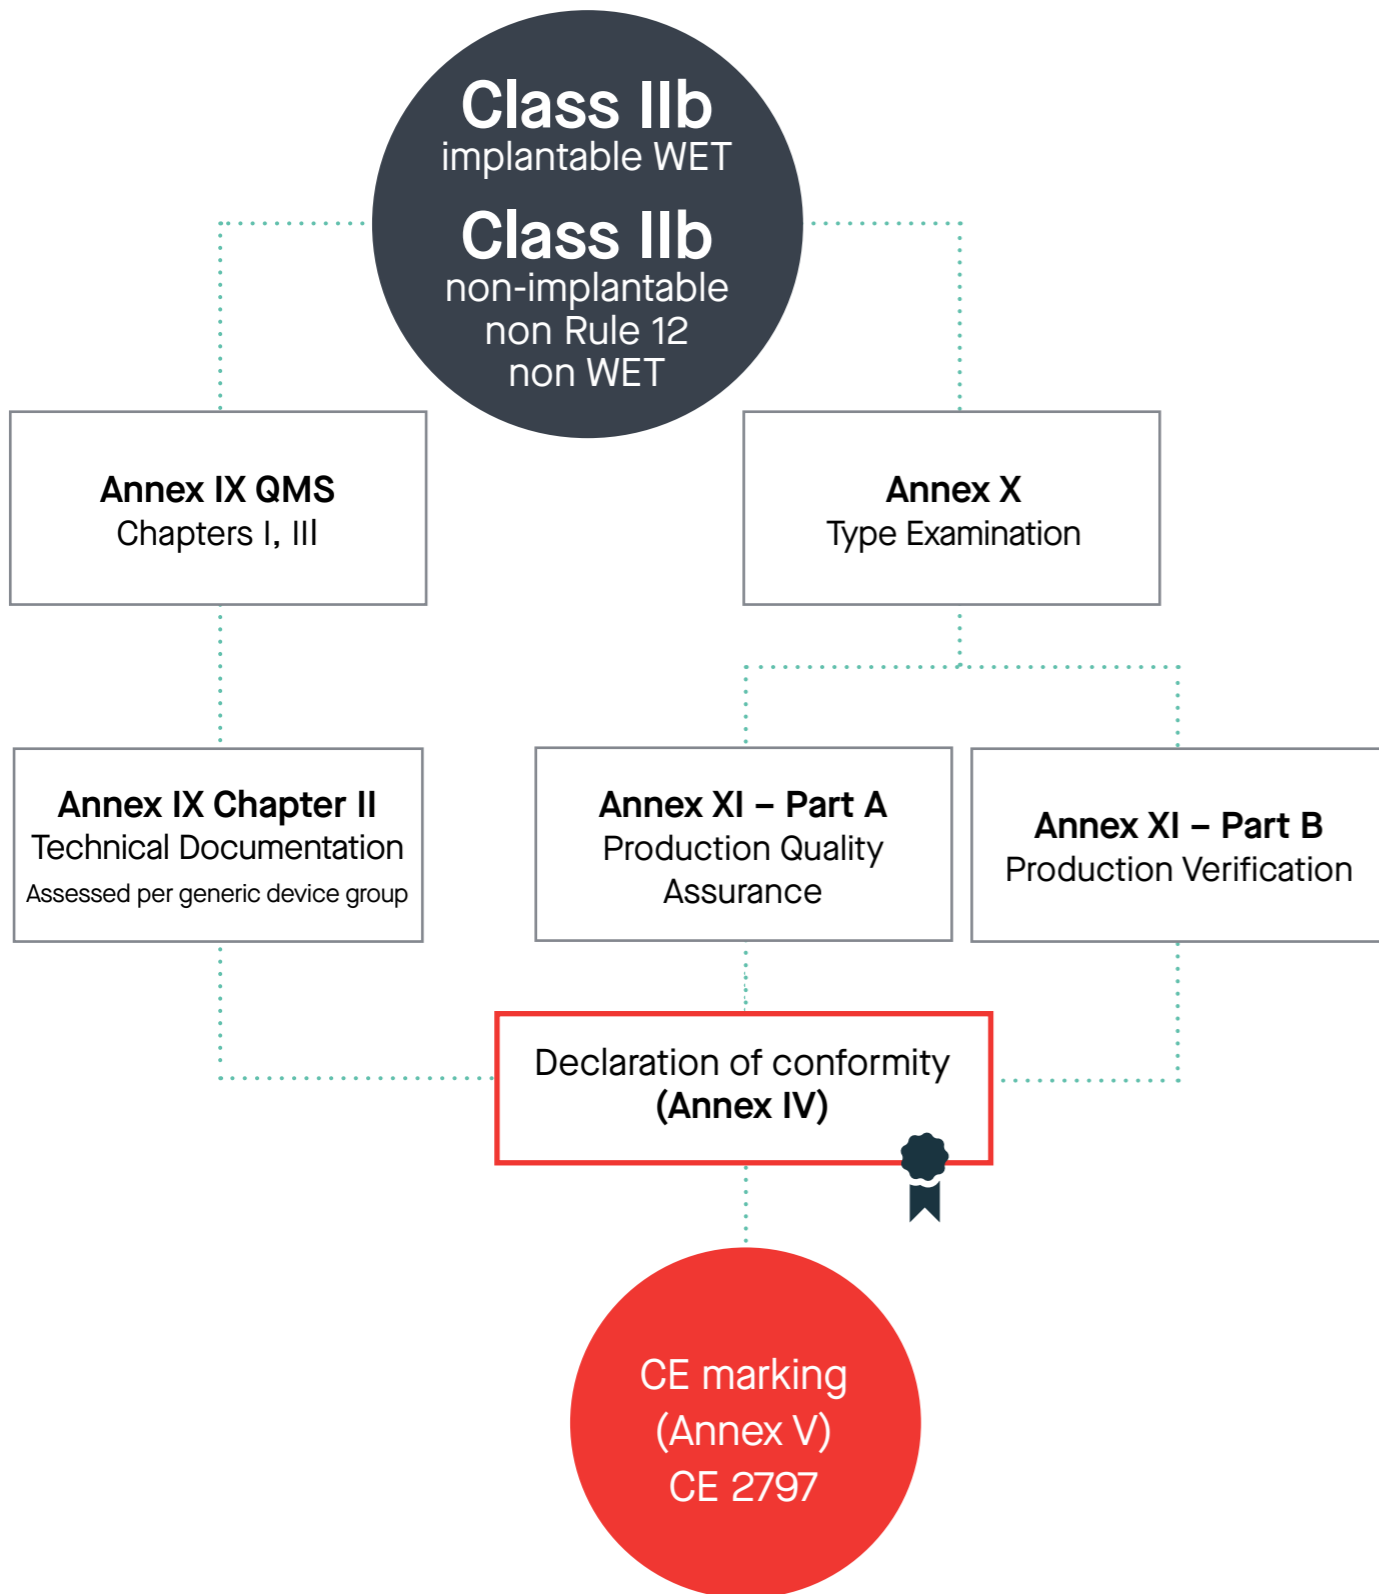 Class IIb
implantable WET
Class IIb
non-implantable
non Rule 12
non WET
Annex IX QMS
Chapters I, III
Annex X
Type Examination
Annex IX Chapter II
Technical Documentation
Assessed per generic device group
Annex XI – Part A
Production Quality
Assurance
Annex XI – Part B
Production Verification
Declaration of conformity
(Annex IV)
CE marking
(Annex V)
CE 2797